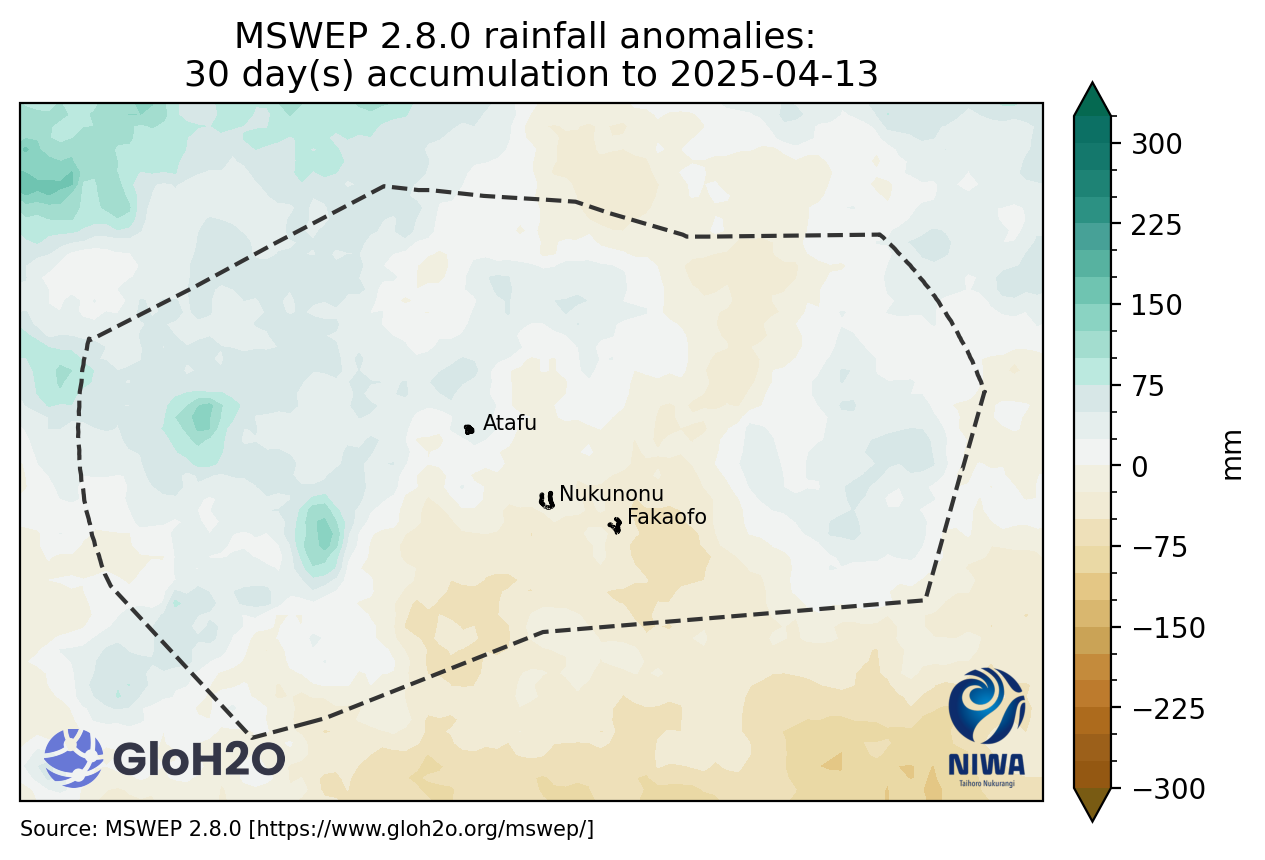 MSWEP 2.8.0 rainfall anomalies:
30 day(s) accumulation to 2025-04-13
300
225
150
75
0
−75
−150
−225
−300
mm
Atafu
Nukunonu
Fakaofo
GloH2O
NIWA
Taihoro Nukurangi
Source: MSWEP 2.8.0 [https://www.gloh2o.org/mswep/]